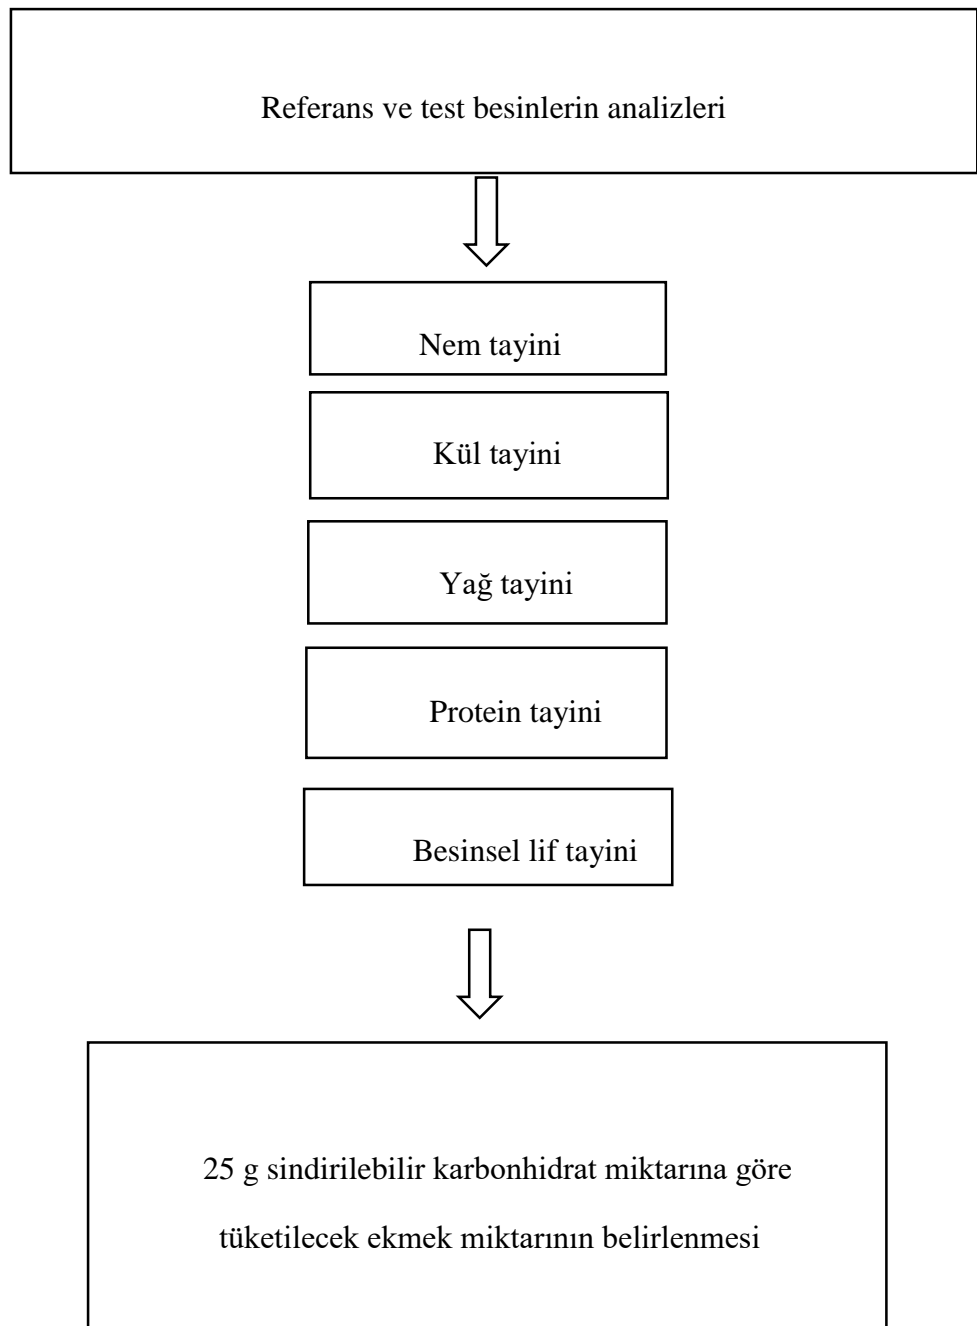 Referans ve test besinlerin analizleri
Nem tayini
Kül tayini
Yağ tayini
Protein tayini
Besinsel lif tayini
25 g sindirilebilir karbonhidrat miktarına göre
tüketilecek ekmek miktarının belirlenmesi